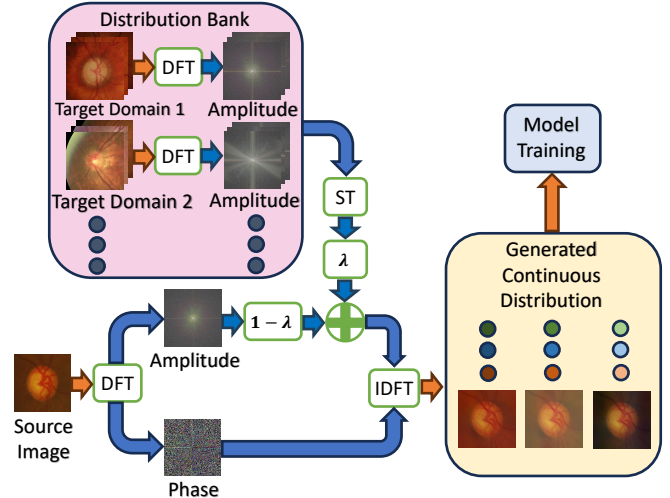 Distribution Bank
DFT
Target Domain 1
Amplitude
DFT
Target Domain 2
Amplitude
ST
λ
Model
Training
Generated
Continuous
Distribution
1 − λ
Amplitude
DFT
IDFT
Source
Image
Phase